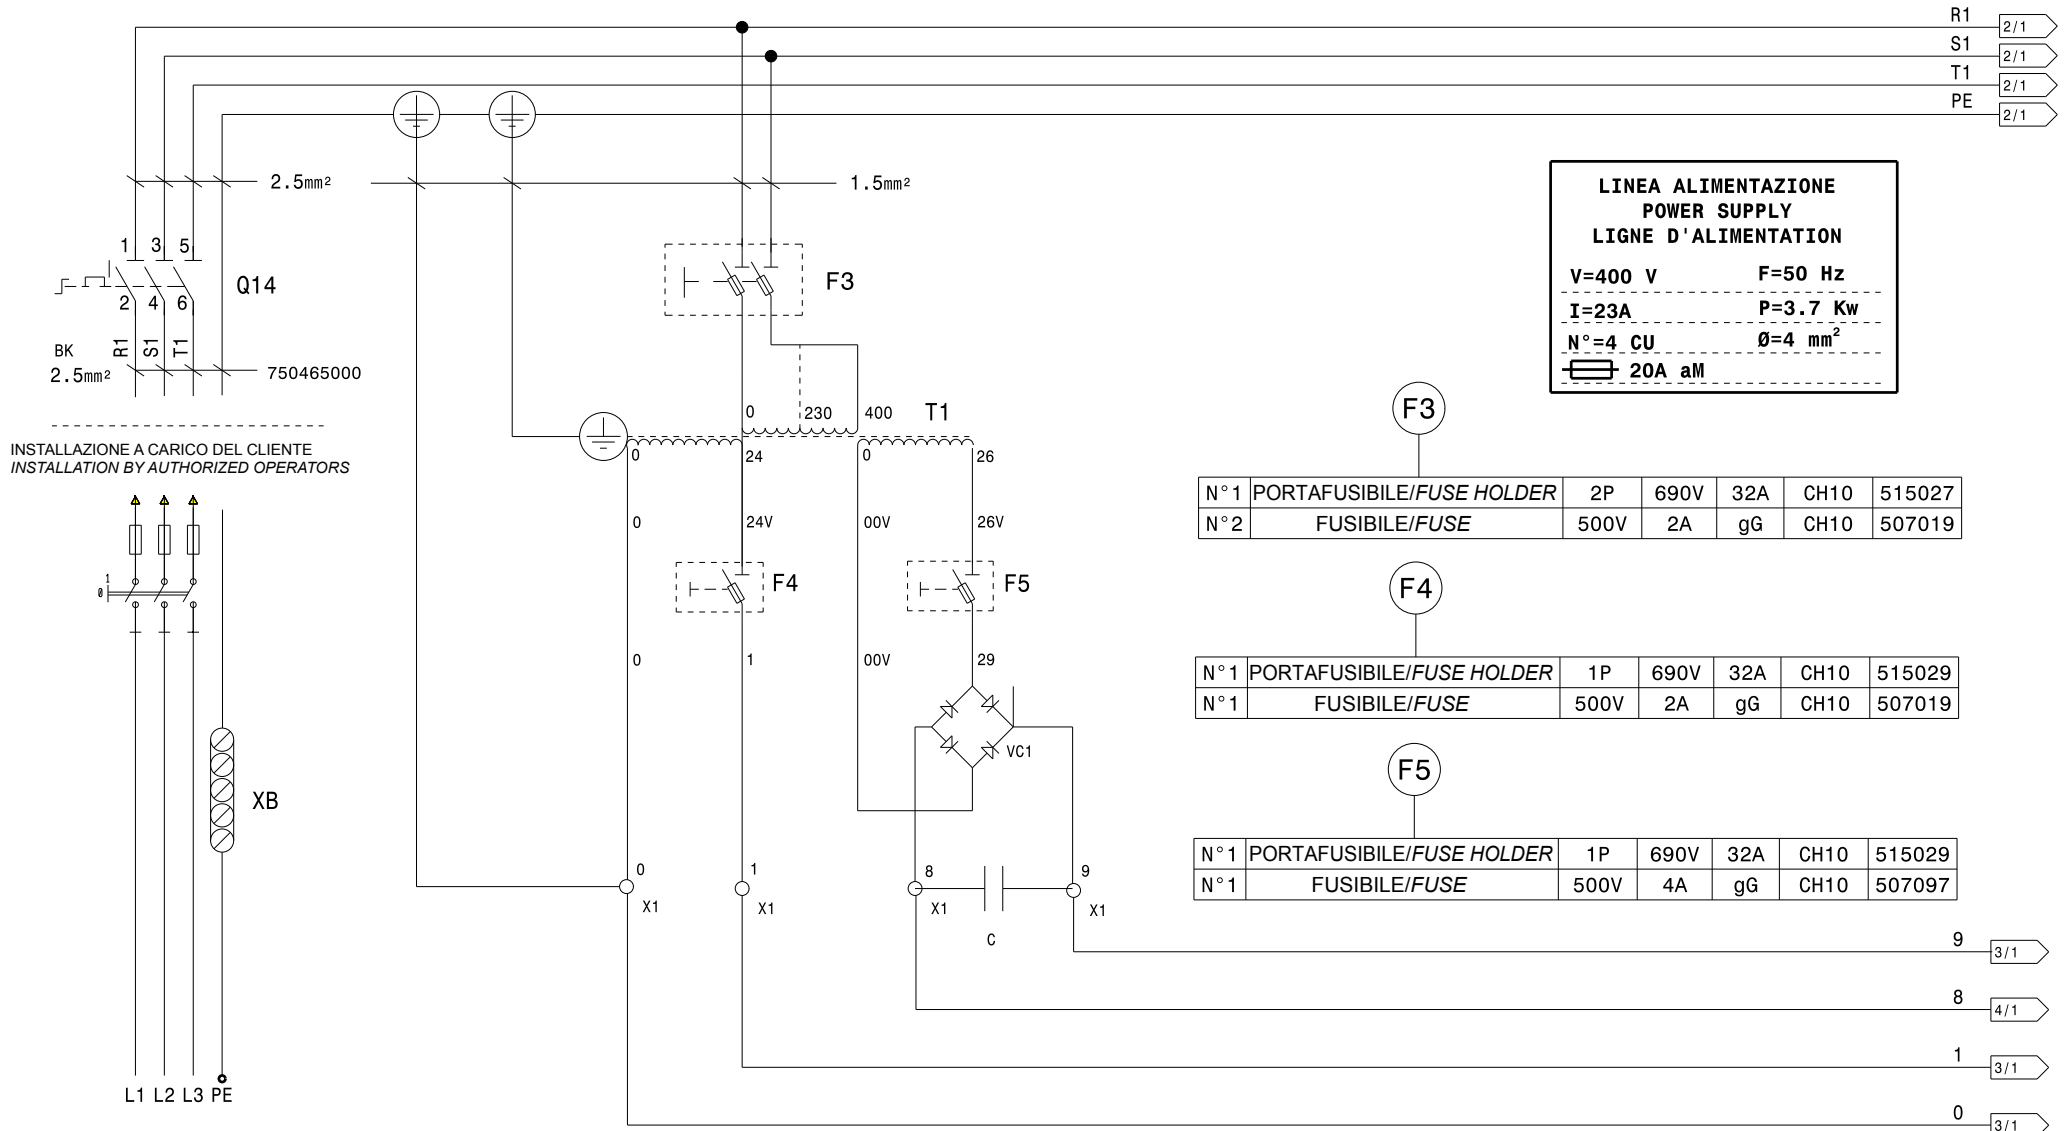 R1 2/1
S1 2/1
T1 2/1
PE 2/1
2.5mm²
1.5mm²
LINEA ALIMENTAZIONE
POWER SUPPLY
LIGNE D'ALIMENTATION
V=400 V F=50 Hz
I=23A P=3.7 Kw
N°=4 CU Ø=4 mm²
20A aM
1 3 5
Q14
2 4 6
F3
BK
2.5mm²
R1 S1 T1
750465000
0 230 400 T1
INSTALLAZIONE A CARICO DEL CLIENTE
INSTALLATION BY AUTHORIZED OPERATORS
0 24 0 26
0 24V 00V 26V
F4 F5
1
0
0 1 00V 29
VC1
XB
F3
N°1 PORTAFUSIBILE/FUSE HOLDER 2P 690V 32A CH10 515027
N°2 FUSIBILE/FUSE 500V 2A gG CH10 507019
F4
N°1 PORTAFUSIBILE/FUSE HOLDER 1P 690V 32A CH10 515029
N°1 FUSIBILE/FUSE 500V 2A gG CH10 507019
F5
N°1 PORTAFUSIBILE/FUSE HOLDER 1P 690V 32A CH10 515029
N°1 FUSIBILE/FUSE 500V 4A gG CH10 507097
0 1 8 9
X1 X1 X1 X1
C
9 3/1
8 4/1
1 3/1
0 3/1
L1 L2 L3 PE